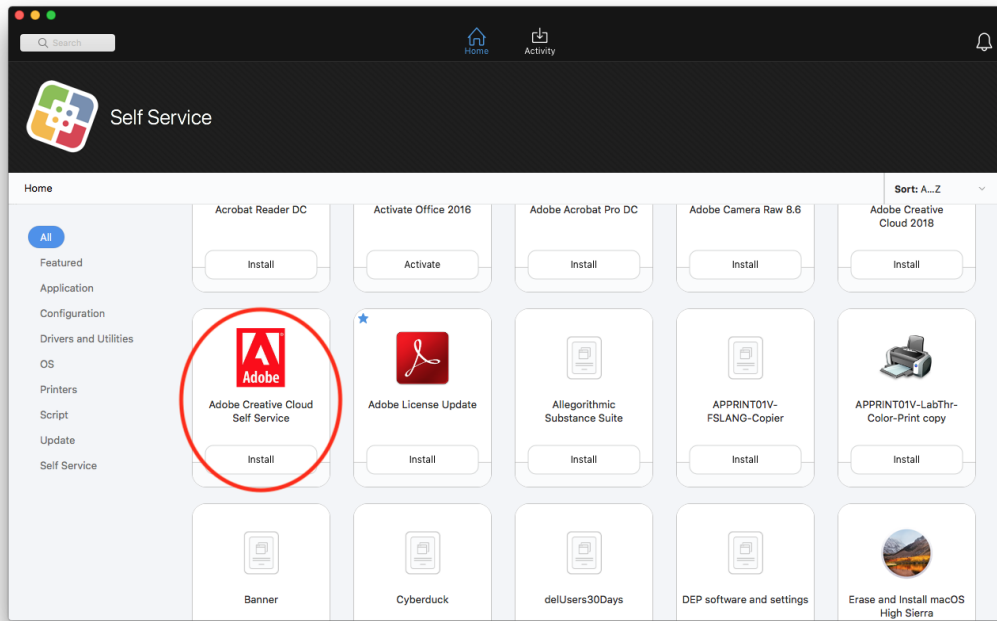 Search
Home
Activity
Self Service
Home
Sort: A...Z
All
Featured
Application
Configuration
Drivers and Utilities
OS
Printers
Script
Update
Self Service
Acrobat Reader DC
Activate Office 2016
Adobe Acrobat Pro DC
Adobe Camera Raw 8.6
Adobe Creative
Cloud 2018
Install
Activate
Install
Install
Install
Adobe
Adobe Creative Cloud
Self Service
Adobe License Update
Allegorithmic
Substance Suite
APPRINT01V-
FSLANG-Copier
APPRINT01V-LabThr-
Color-Print copy
Install
Install
Install
Install
Install
Banner
Cyberduck
delUsers30Days
DEP software and settings
Erase and Install macOS
High Sierra